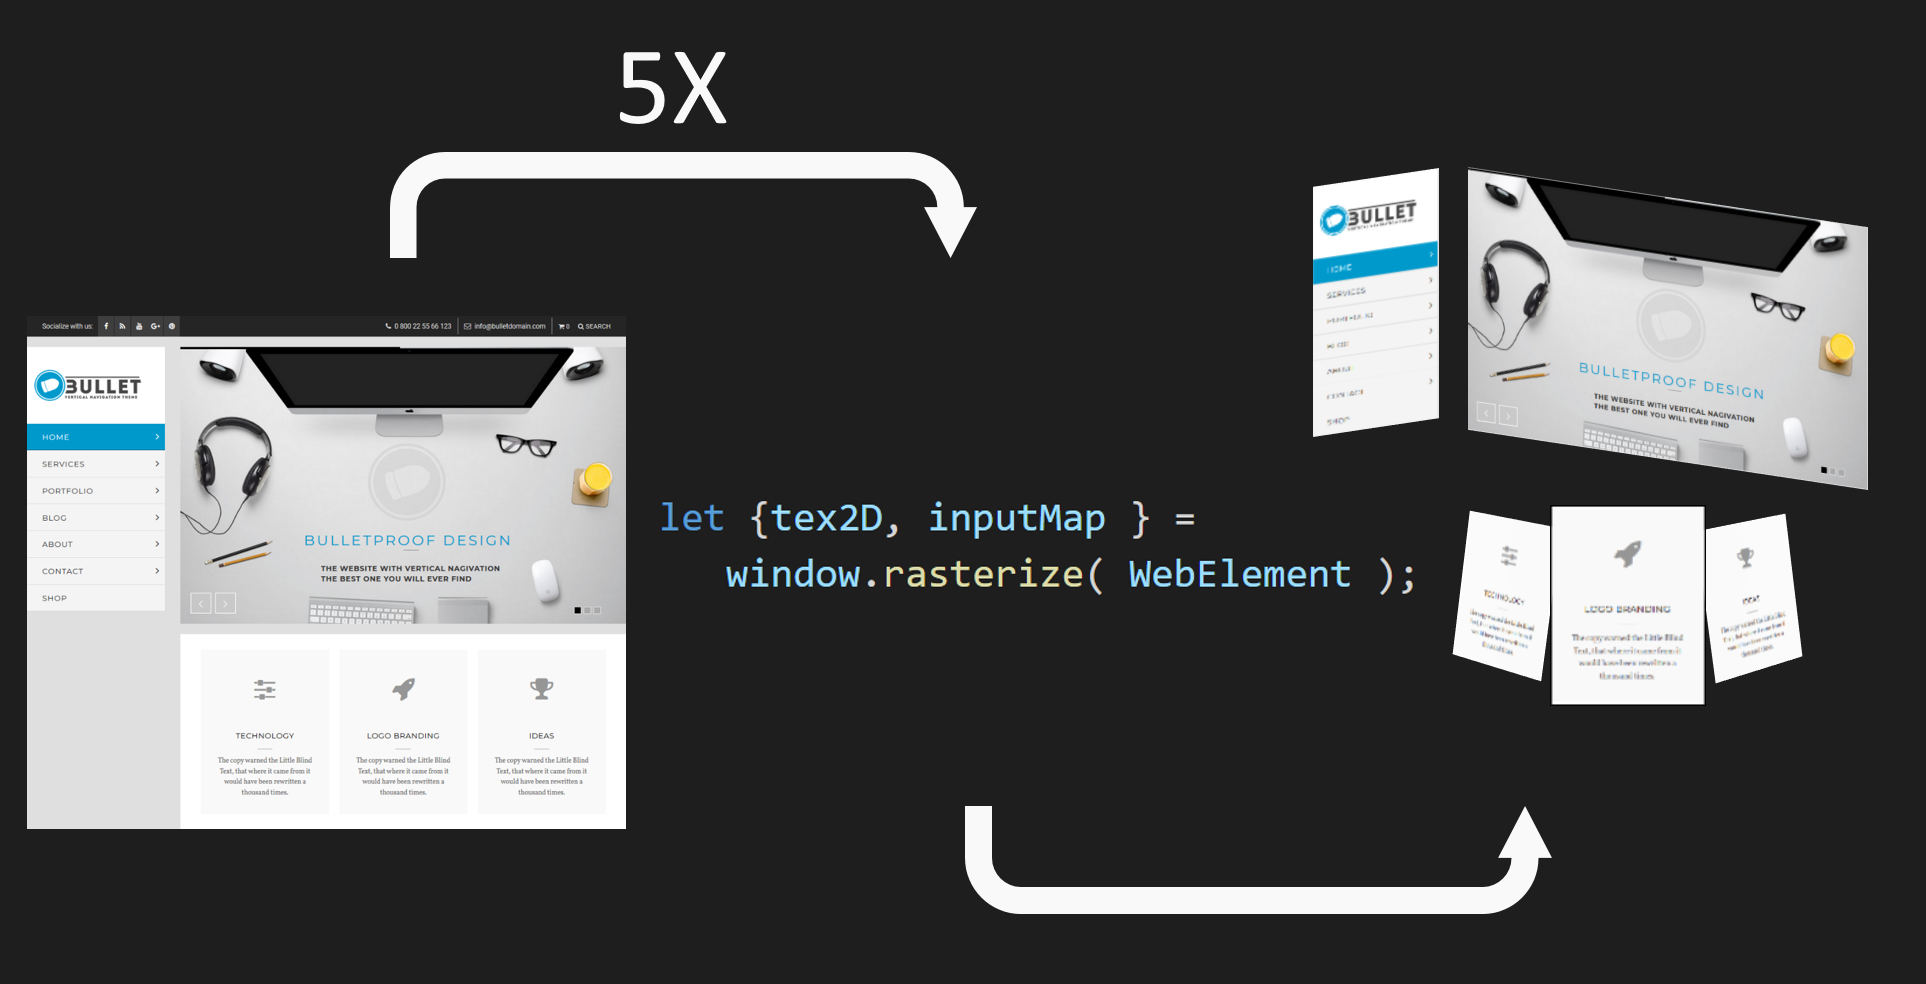 5X
Socialize with us:
0 800 22 55 66 123
info@bulletdomain.com
0
SEARCH
BULLET
VERTICAL NAVIGATION THEME
HOME
SERVICES
PORTFOLIO
BLOG
ABOUT
CONTACT
SHOP
BULLETPROOF DESIGN
THE WEBSITE WITH VERTICAL NAGIVATION
THE BEST ONE YOU WILL EVER FIND
TECHNOLOGY
The copy warned the Little Blind
Text, that where it came from it
would have been rewritten a
thousand times.
LOGO BRANDING
The copy warned the Little Blind
Text, that where it came from it
would have been rewritten a
thousand times.
IDEAS
The copy warned the Little Blind
Text, that where it came from it
would have been rewritten a
thousand times.
let {tex2D, inputMap } =
window.rasterize( WebElement );
BULLET
HOME
SERVICES
CONTACT
SHOP
BULLETPROOF DESIGN
THE WEBSITE WITH VERTICAL NAGIVATION
THE BEST ONE YOU WILL EVER FIND
TECHNOLOGY
LOGO BRANDING
The copy warned the Little Blind
Text, that where it came from it
would have been rewritten a
thousand times.
IDEAS